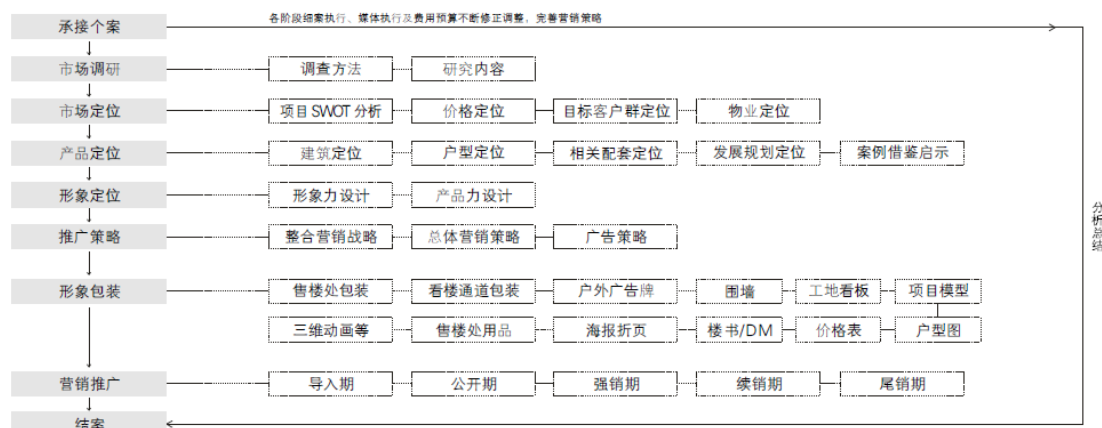 各阶段细案执行、媒体执行及费用预算不断修正调整，完善营销策略
承接个案
市场调研 调查方法 研究内容
市场定位 项目 SWOT 分析 价格定位 目标客户群定位 物业定位
产品定位 建筑定位 户型定位 相关配套定位 发展规划定位 案例借鉴启示
形象定位 形象力设计 产品力设计
推广策略 整合营销战略 总体营销策略 广告策略
形象包装 售楼处包装 看楼通道包装 户外广告牌 围墙 工地看板 项目模型
三维动画等 售楼处用品 海报折页 楼书/DM 价格表 户型图
营销推广 导入期 公开期 强销期 续销期 尾销期
结案
分析总结